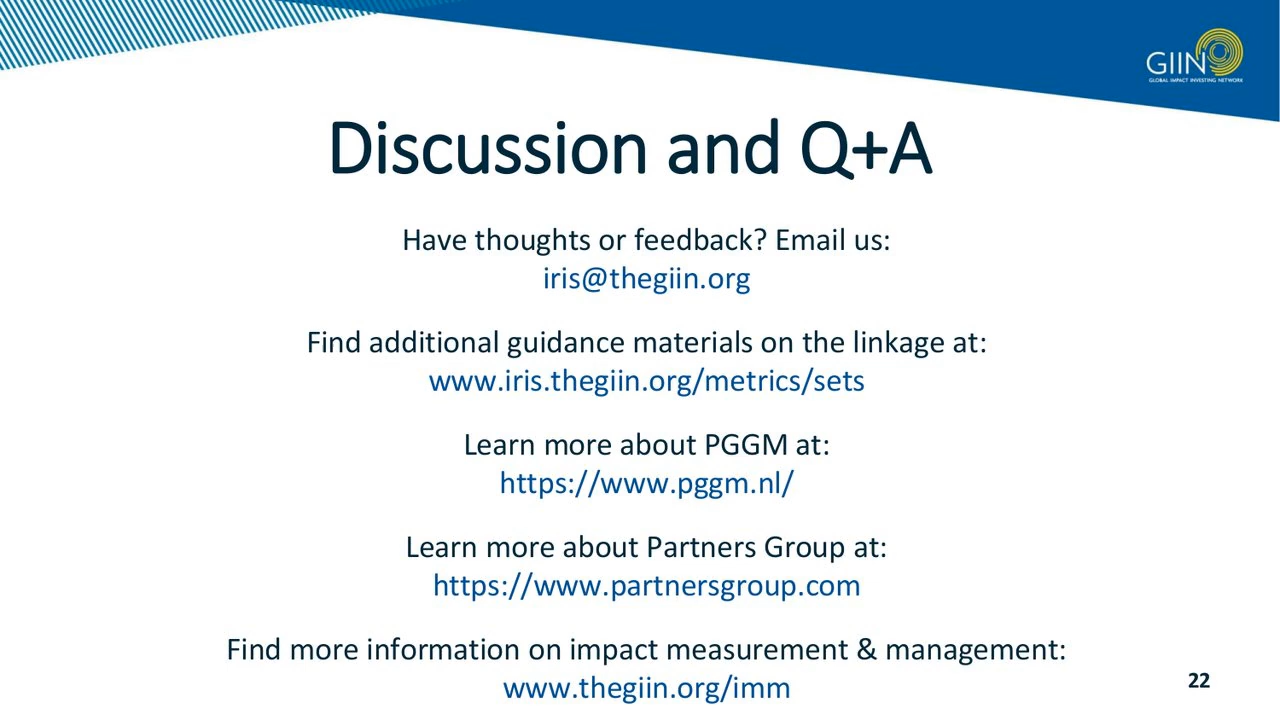 GIIN
GLOBAL IMPACT INVESTING NETWORK
Discussion and Q+A
Have thoughts or feedback? Email us:
iris@thegiin.org
Find additional guidance materials on the linkage at:
www.iris.thegiin.org/metrics/sets
Learn more about PGGM at:
https://www.pggm.nl/
Learn more about Partners Group at:
https://www.partnersgroup.com
Find more information on impact measurement & management:
www.thegiin.org/imm
22